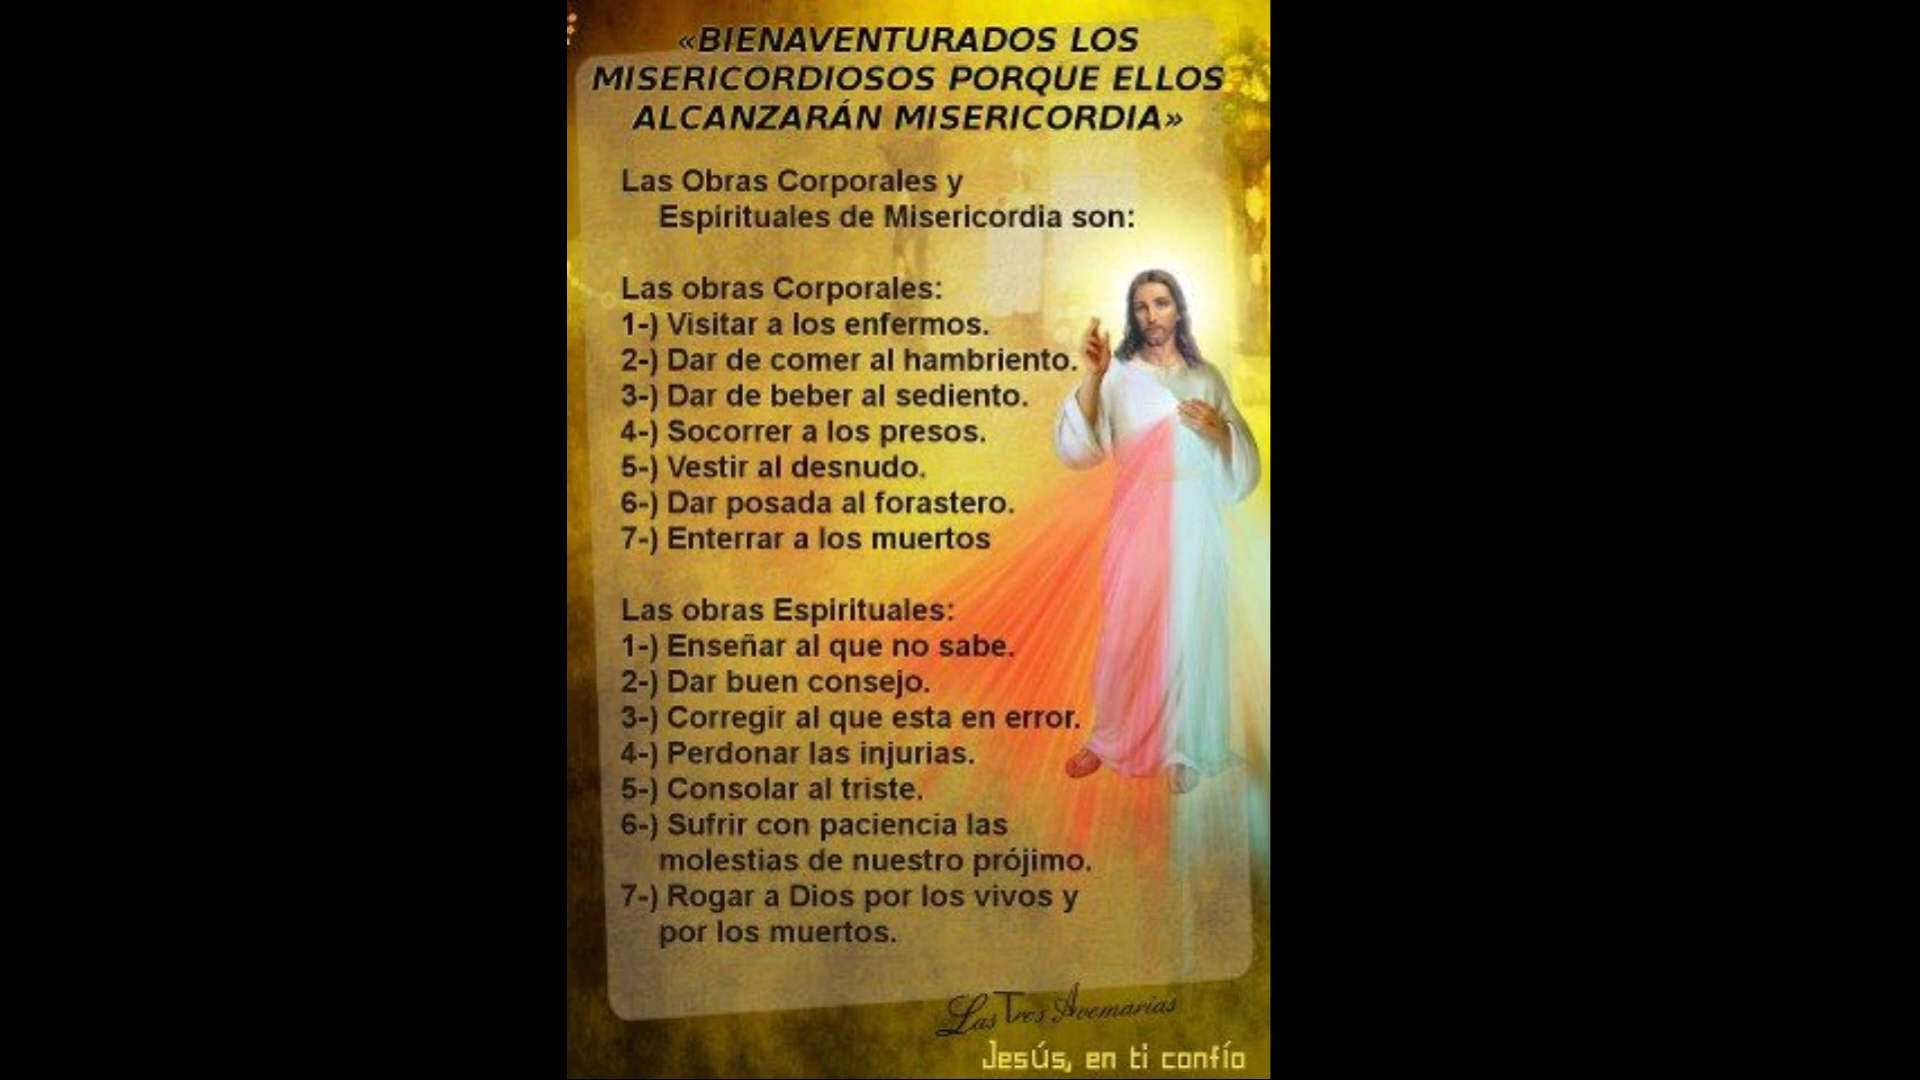 «BIENAVENTURADOS LOS
MISERICORDIOSOS PORQUE ELLOS
ALCANZARÁN MISERICORDIA»
Las Obras Corporales y
Espirituales de Misericordia son:
Las obras Corporales:
1-) Visitar a los enfermos.
2-) Dar de comer al hambriento.
3-) Dar de beber al sediento.
4-) Socorrer a los presos.
5-) Vestir al desnudo.
6-) Dar posada al forastero.
7-) Enterrar a los muertos
Las obras Espirituales:
1-) Enseñar al que no sabe.
2-) Dar buen consejo.
3-) Corregir al que esta en error.
4-) Perdonar las injurias.
5-) Consolar al triste.
6-) Sufrir con paciencia las
molestias de nuestro prójimo.
7-) Rogar a Dios por los vivos y
por los muertos.
Las Tres Avemarías
Jesús, en ti confío